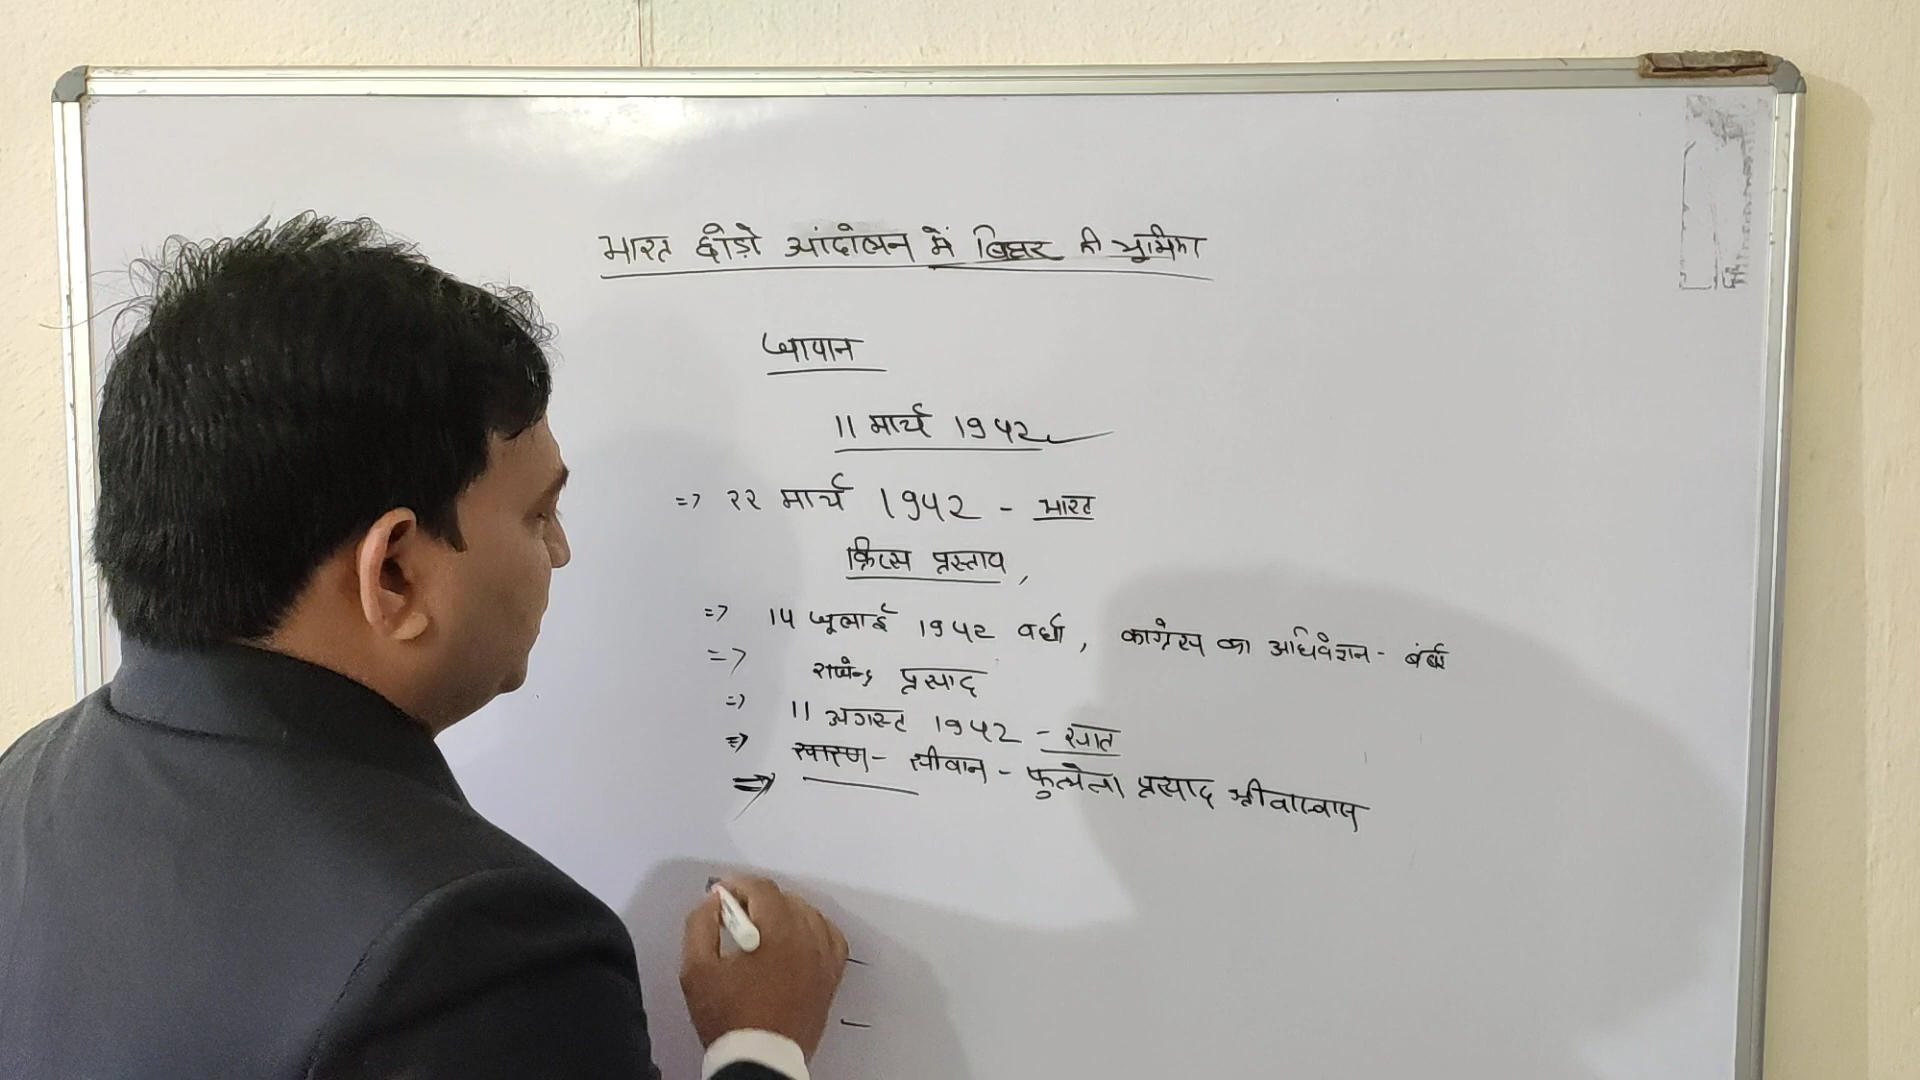 भारत छोड़ो आंदोलन में बिहार की भूमिका
जापान
11 मार्च 1942
=> 22 मार्च 1942 - भारत
क्रिप्स प्रस्ताव,
=> 14 जुलाई 1942 वर्धा, कांग्रेस का अधिवेशन - बंबई
=> राजेन्द्र प्रसाद
=> 11 अगस्त 1942 - सात
=> सारण - सीवान - फुलेना प्रसाद श्रीवास्तव
=>